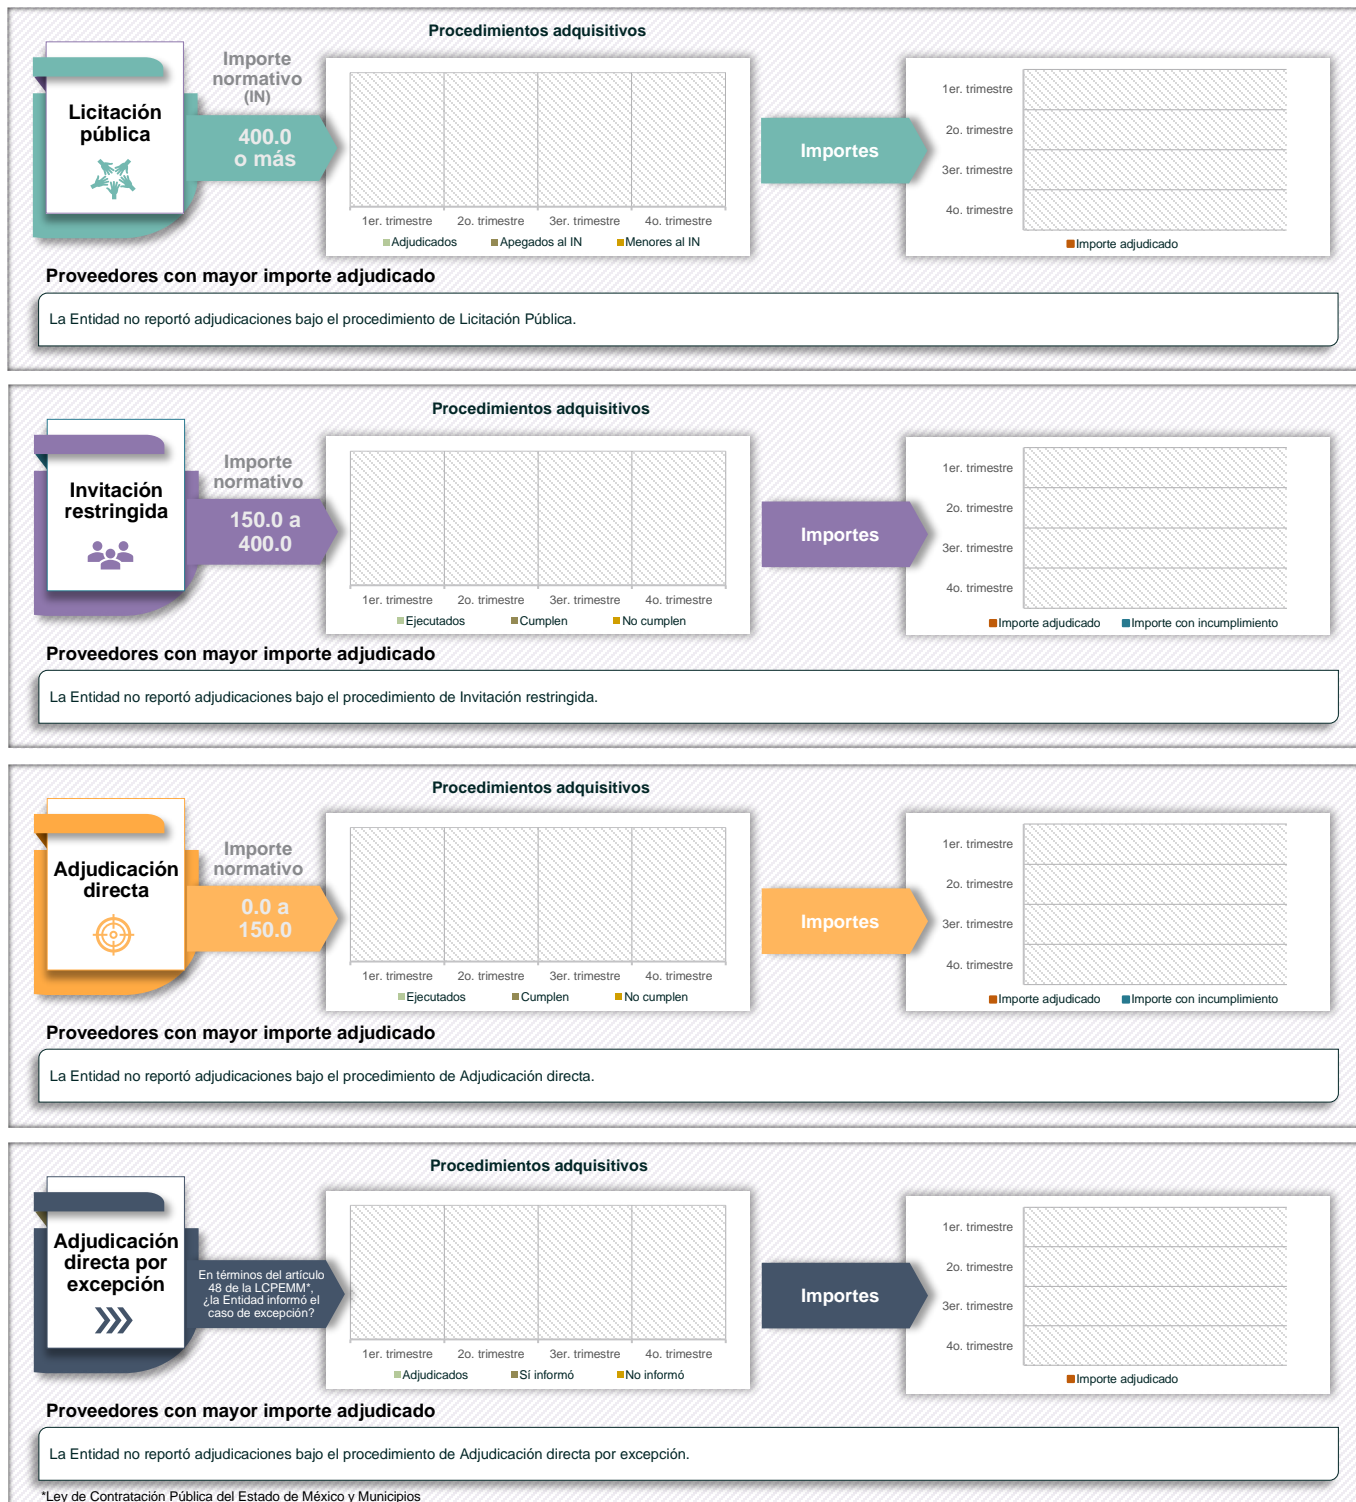 Procedimientos adquisitivos
Licitación
pública
Importe
normativo
(IN)
400.0
o más
1er. trimestre 2o. trimestre 3er. trimestre 4o. trimestre
Adjudicados Apegados al IN Menores al IN
Importes
1er. trimestre
2o. trimestre
3er. trimestre
4o. trimestre
Importe adjudicado
Proveedores con mayor importe adjudicado
La Entidad no reportó adjudicaciones bajo el procedimiento de Licitación Pública.
Procedimientos adquisitivos
Invitación
restringida
Importe
normativo
150.0 a
400.0
1er. trimestre 2o. trimestre 3er. trimestre 4o. trimestre
Ejecutados Cumplen No cumplen
Importes
1er. trimestre
2o. trimestre
3er. trimestre
4o. trimestre
Importe adjudicado Importe con incumplimiento
Proveedores con mayor importe adjudicado
La Entidad no reportó adjudicaciones bajo el procedimiento de Invitación restringida.
Procedimientos adquisitivos
Adjudicación
directa
Importe
normativo
0.0 a
150.0
1er. trimestre 2o. trimestre 3er. trimestre 4o. trimestre
Ejecutados Cumplen No cumplen
Importes
1er. trimestre
2o. trimestre
3er. trimestre
4o. trimestre
Importe adjudicado Importe con incumplimiento
Proveedores con mayor importe adjudicado
La Entidad no reportó adjudicaciones bajo el procedimiento de Adjudicación directa.
Procedimientos adquisitivos
Adjudicación
directa por
excepción
En términos del artículo
48 de la LCPEMM*,
¿la Entidad informó el
caso de excepción?
1er. trimestre 2o. trimestre 3er. trimestre 4o. trimestre
Adjudicados Sí informó No informó
Importes
1er. trimestre
2o. trimestre
3er. trimestre
4o. trimestre
Importe adjudicado
Proveedores con mayor importe adjudicado
La Entidad no reportó adjudicaciones bajo el procedimiento de Adjudicación directa por excepción.
*Ley de Contratación Pública del Estado de México y Municipios